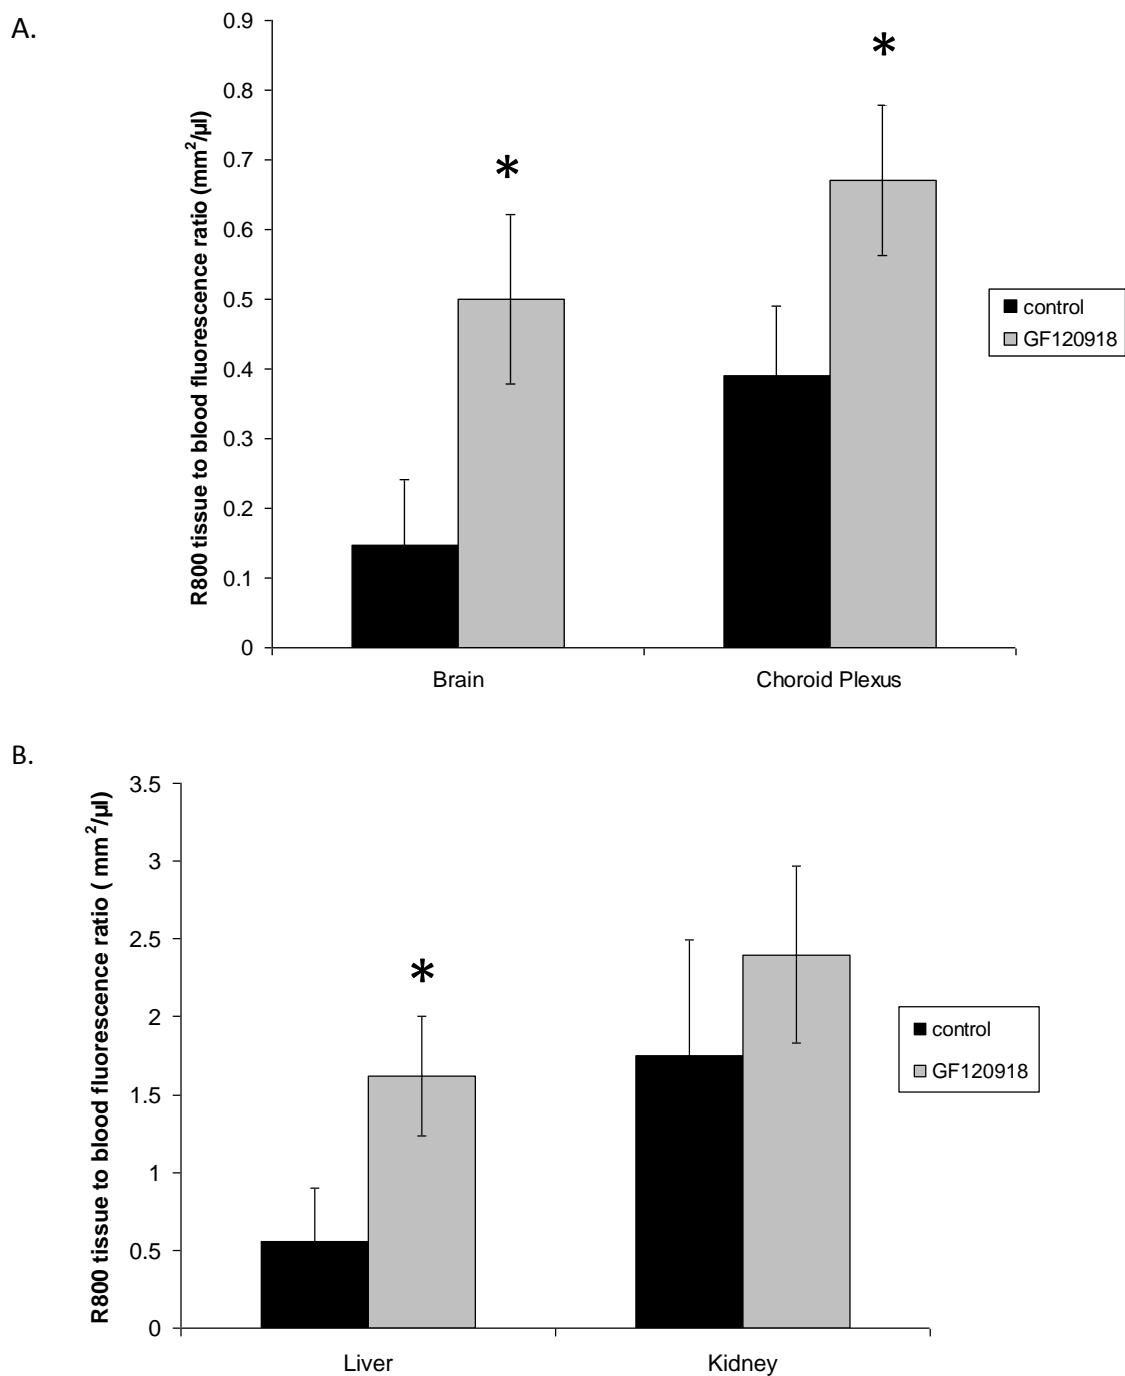 A.
R800 tissue to blood fluorescence ratio (mm²/µl)
0.9
0.8
0.7
0.6
0.5
0.4
0.3
0.2
0.1
0
*
*
Brain
Choroid Plexus
control
GF120918
B.
R800 tissue to blood fluorescence ratio ( mm²/µl)
3.5
3
2.5
2
1.5
1
0.5
0
*
Liver
Kidney
control
GF120918